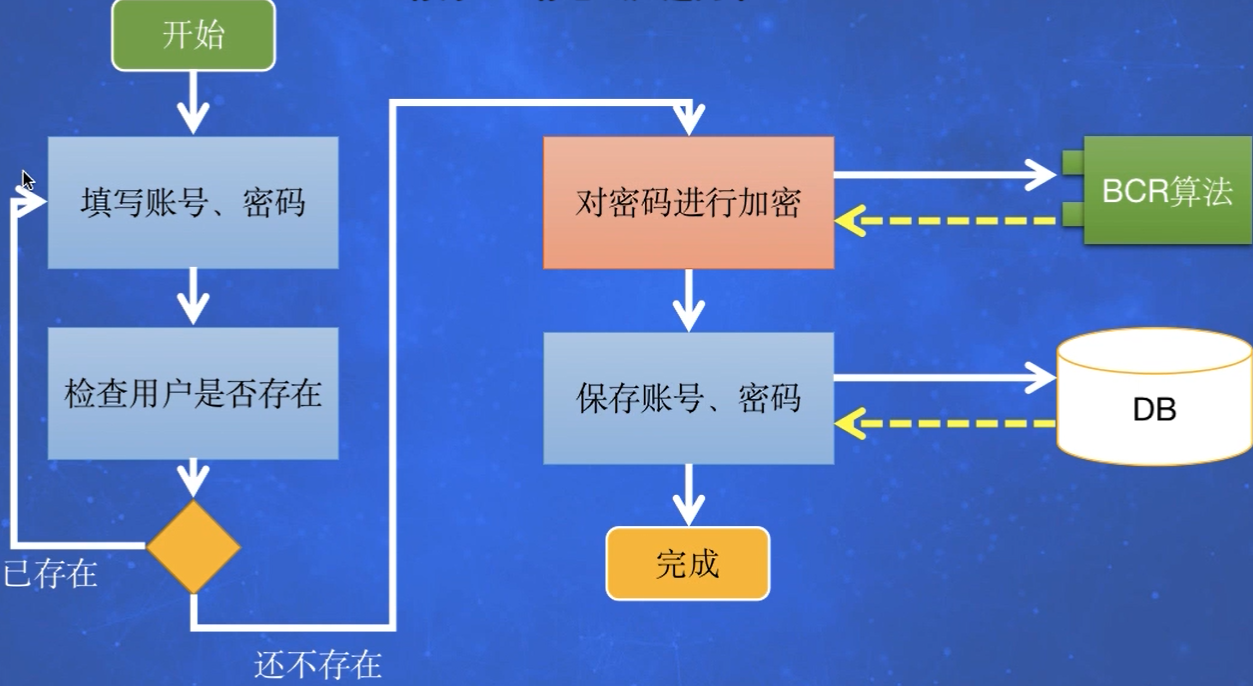 开始
填写账号、密码
检查用户是否存在
已存在
还不存在
对密码进行加密
BCR算法
保存账号、密码
DB
完成